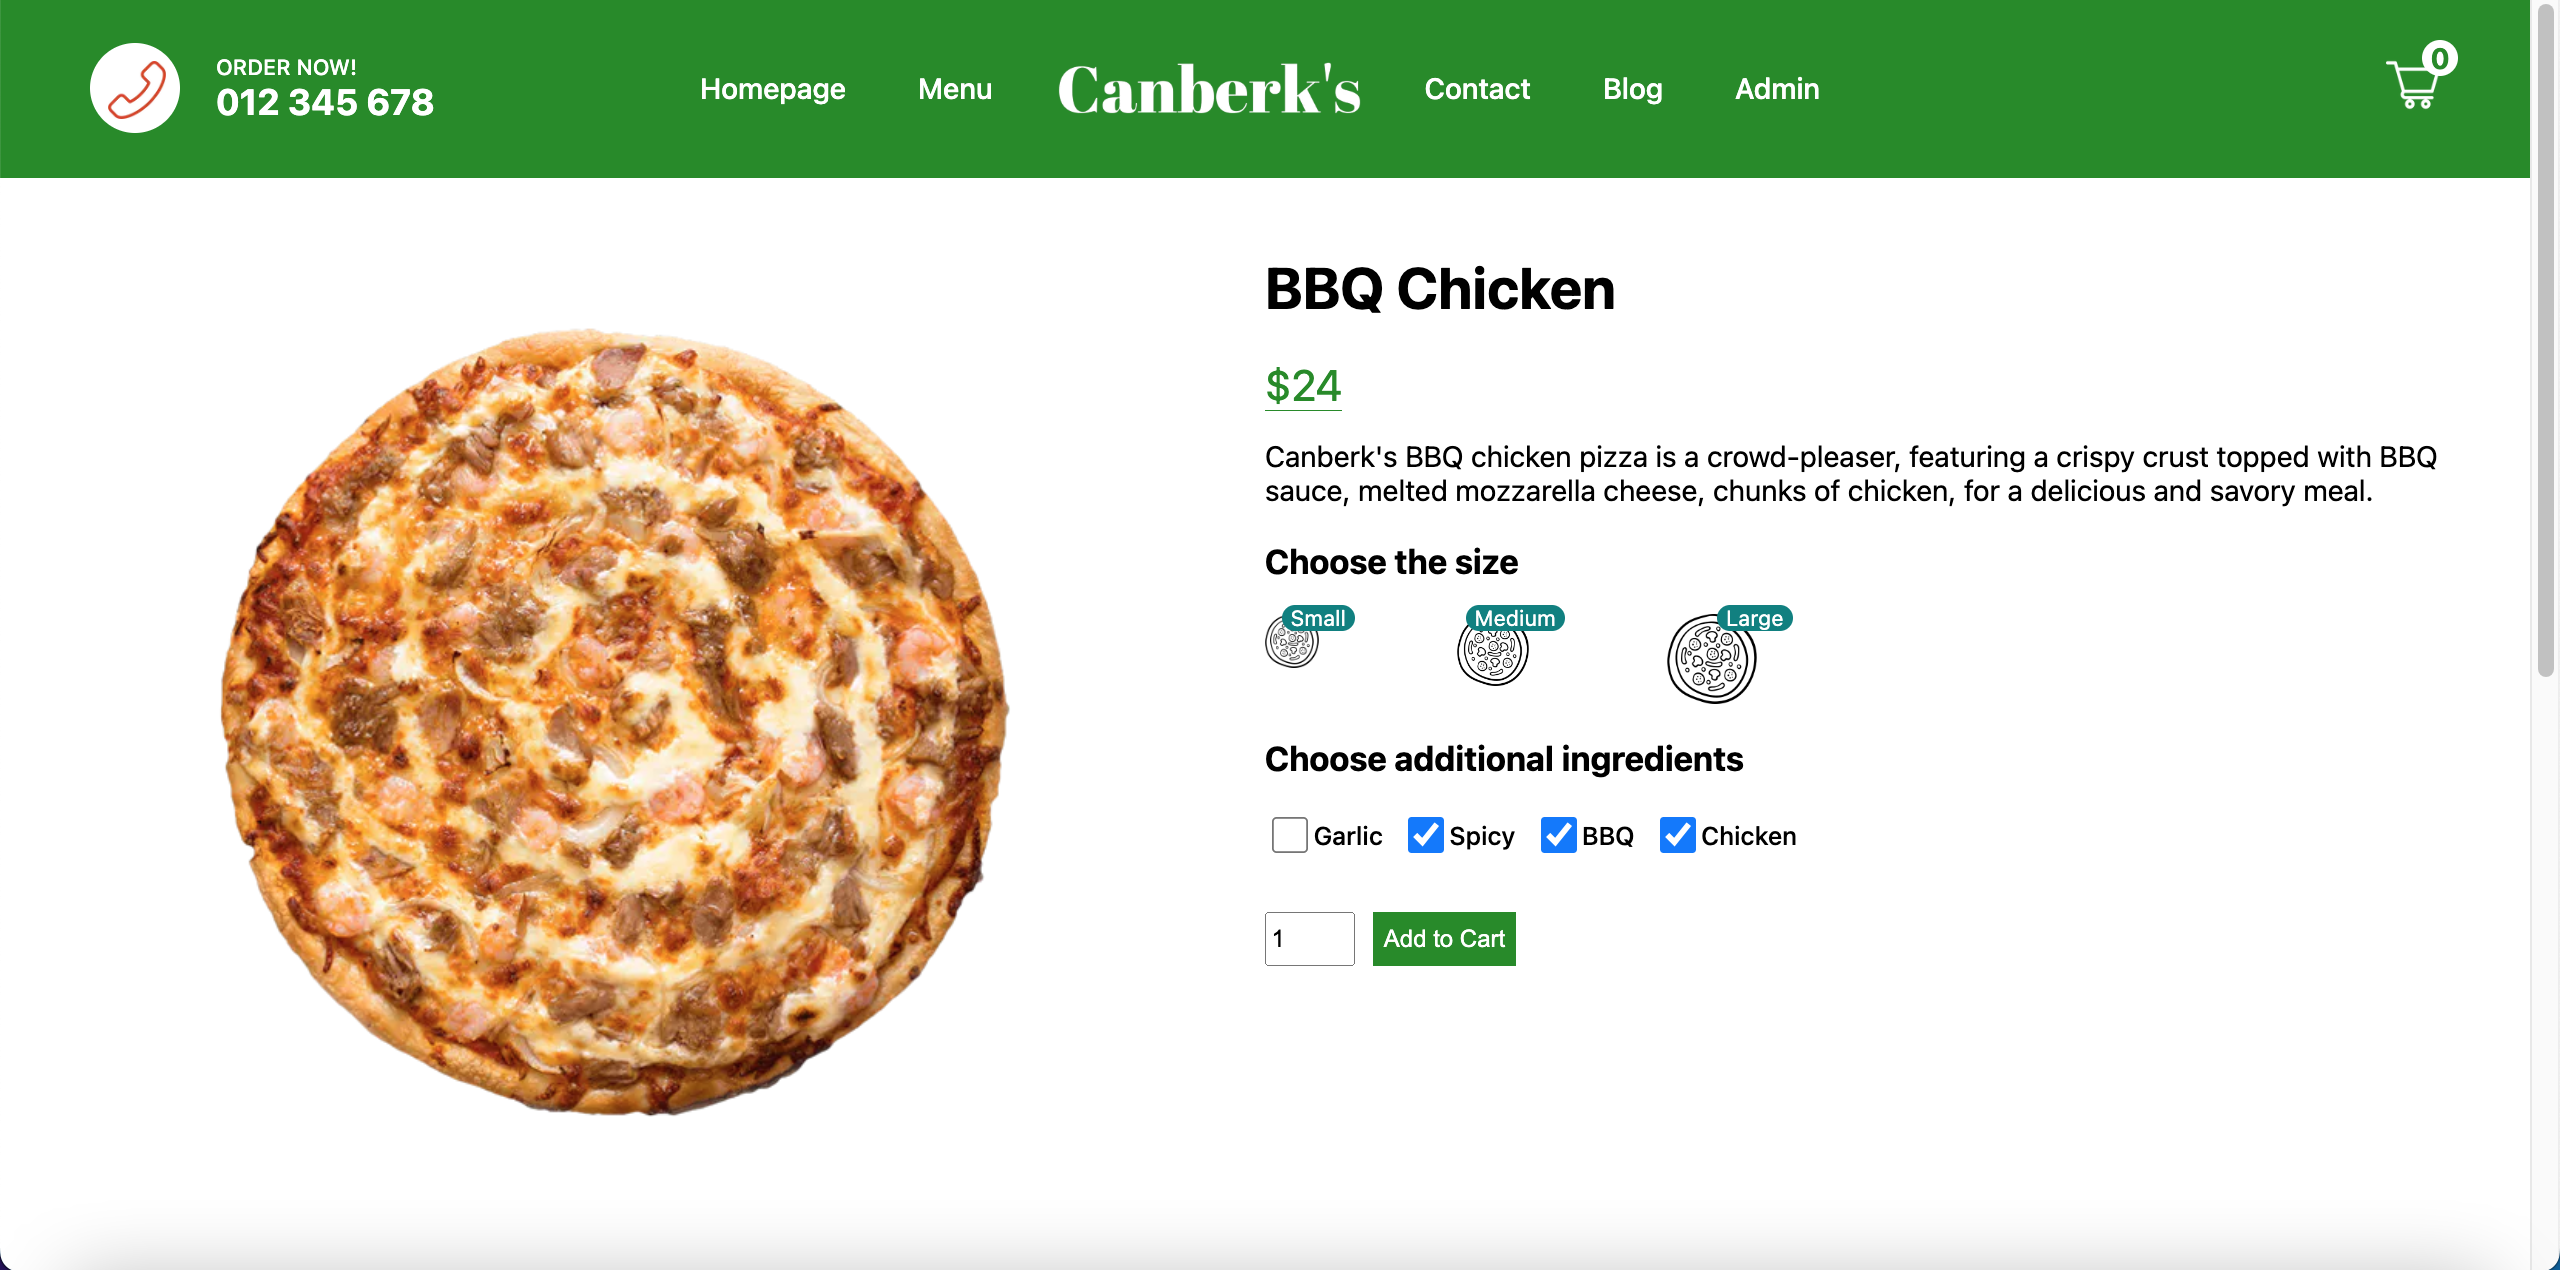 ORDER NOW!
012 345 678
Homepage
Menu
Canberk's
Contact
Blog
Admin
0
BBQ Chicken
$24
Canberk's BBQ chicken pizza is a crowd-pleaser, featuring a crispy crust topped with BBQ
sauce, melted mozzarella cheese, chunks of chicken, for a delicious and savory meal.
Choose the size
Small
Medium
Large
Choose additional ingredients
Garlic
Spicy
BBQ
Chicken
1
Add to Cart